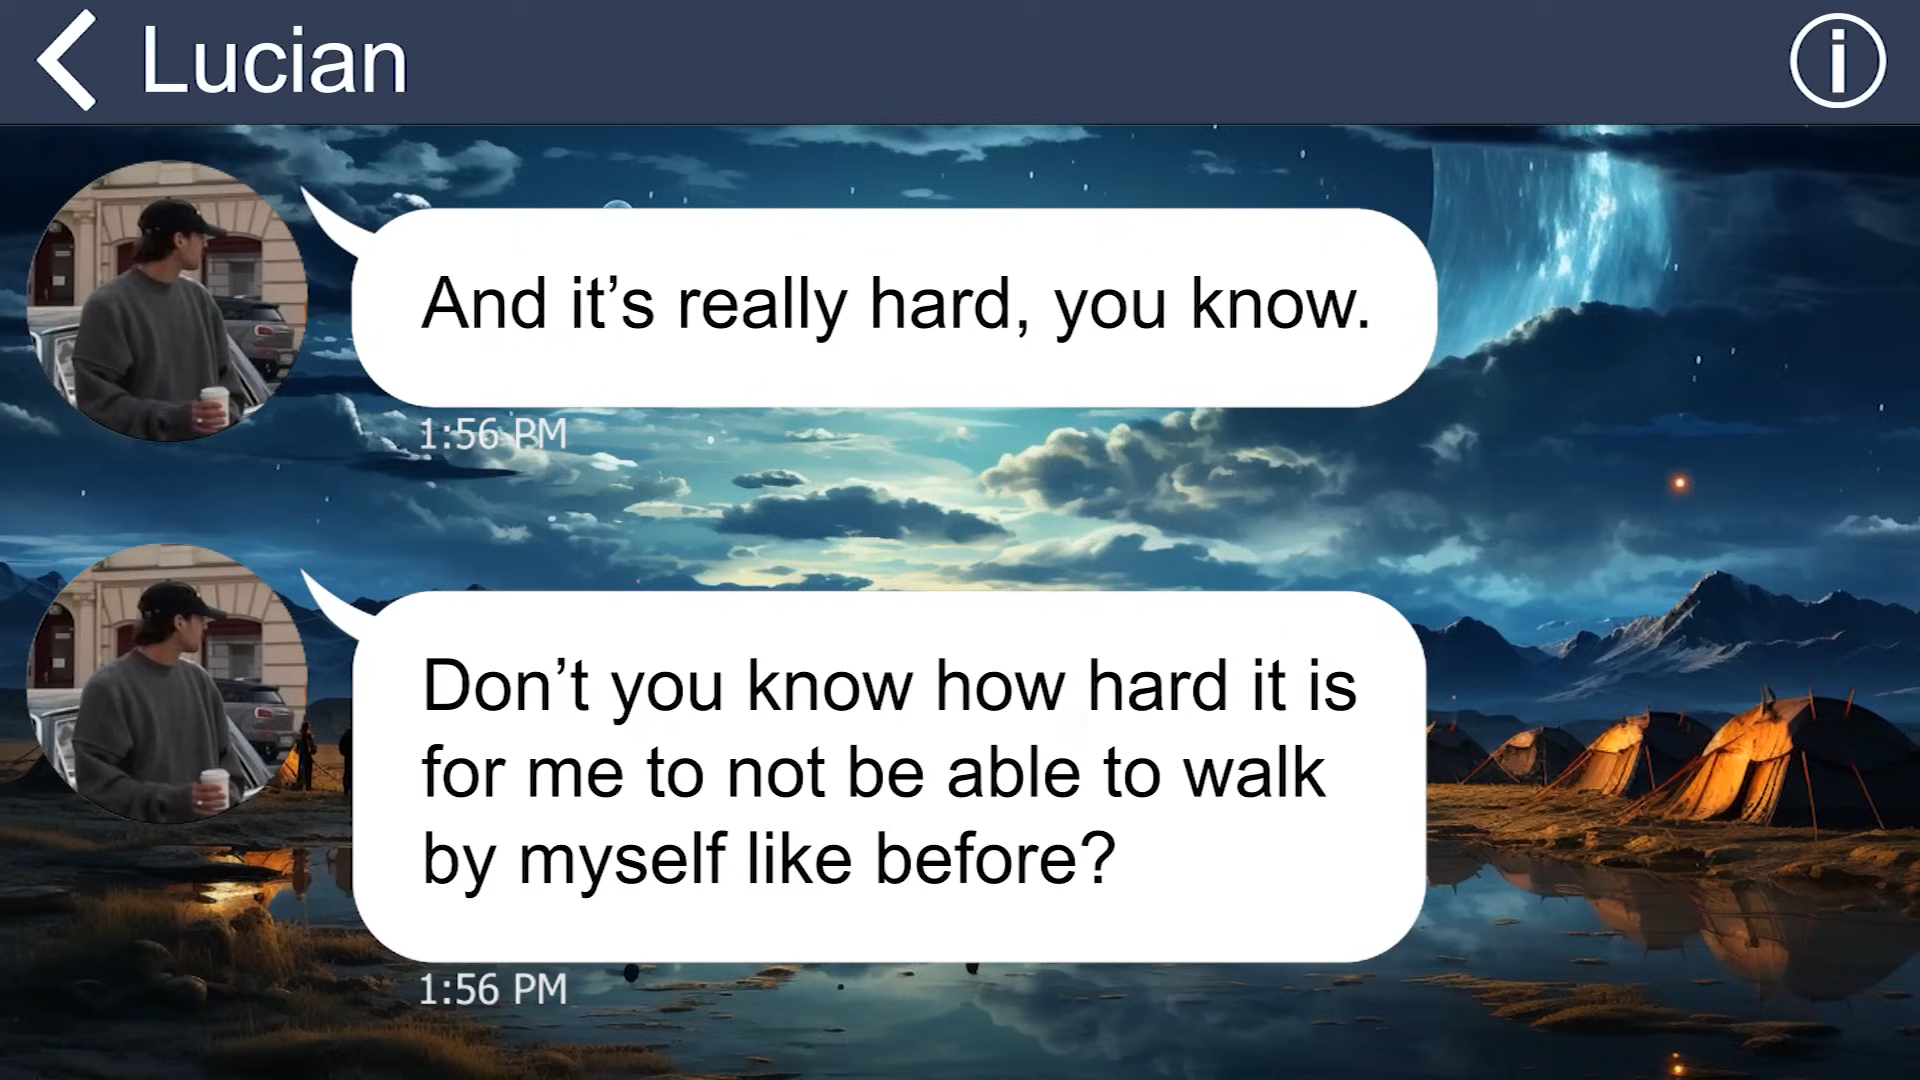 Lucian
And it’s really hard, you know.
1:56 PM
Don’t you know how hard it is
for me to not be able to walk
by myself like before?
1:56 PM